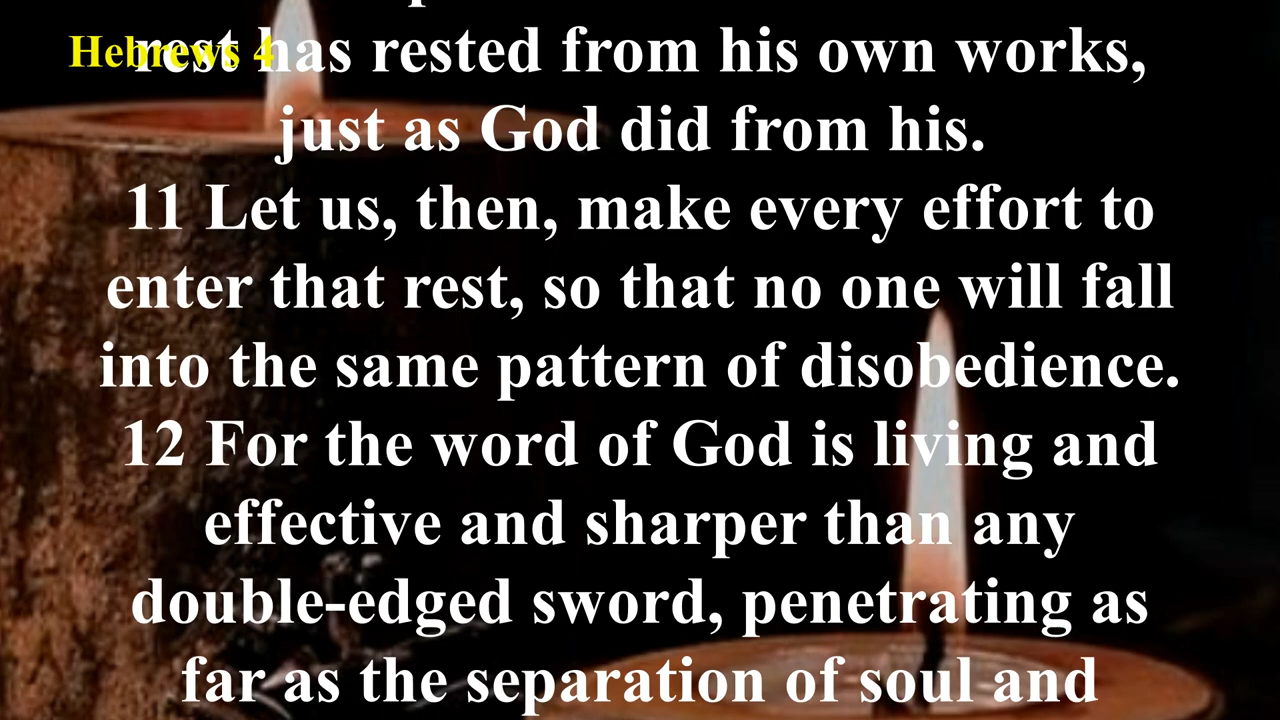 Hebrews 4
rest has rested from his own works,
just as God did from his.
11 Let us, then, make every effort to
enter that rest, so that no one will fall
into the same pattern of disobedience.
12 For the word of God is living and
effective and sharper than any
double-edged sword, penetrating as
far as the separation of soul and